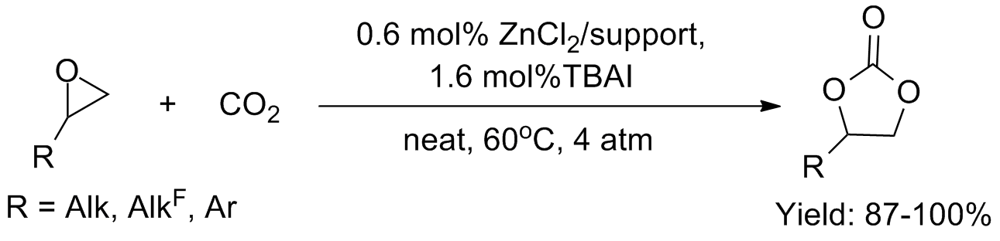 0.6 mol% ZnCl₂/support,
1.6 mol%TBAI
O
+ CO₂
neat, 60ºC, 4 atm
R
R = Alk, Alkᶠ, Ar
O
O O
R
Yield: 87-100%